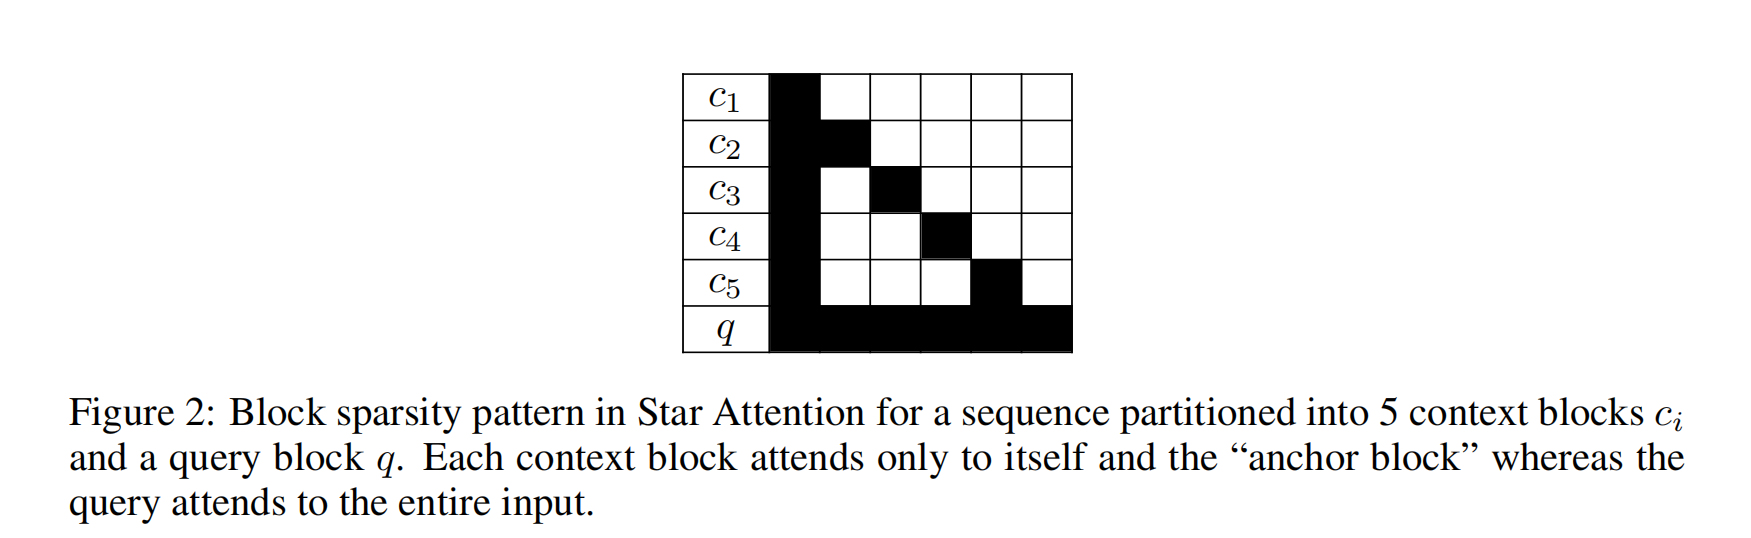 c₁
c₂
c₃
c₄
c₅
q
Figure 2: Block sparsity pattern in Star Attention for a sequence partitioned into 5 context blocks cᵢ
and a query block q. Each context block attends only to itself and the “anchor block” whereas the
query attends to the entire input.